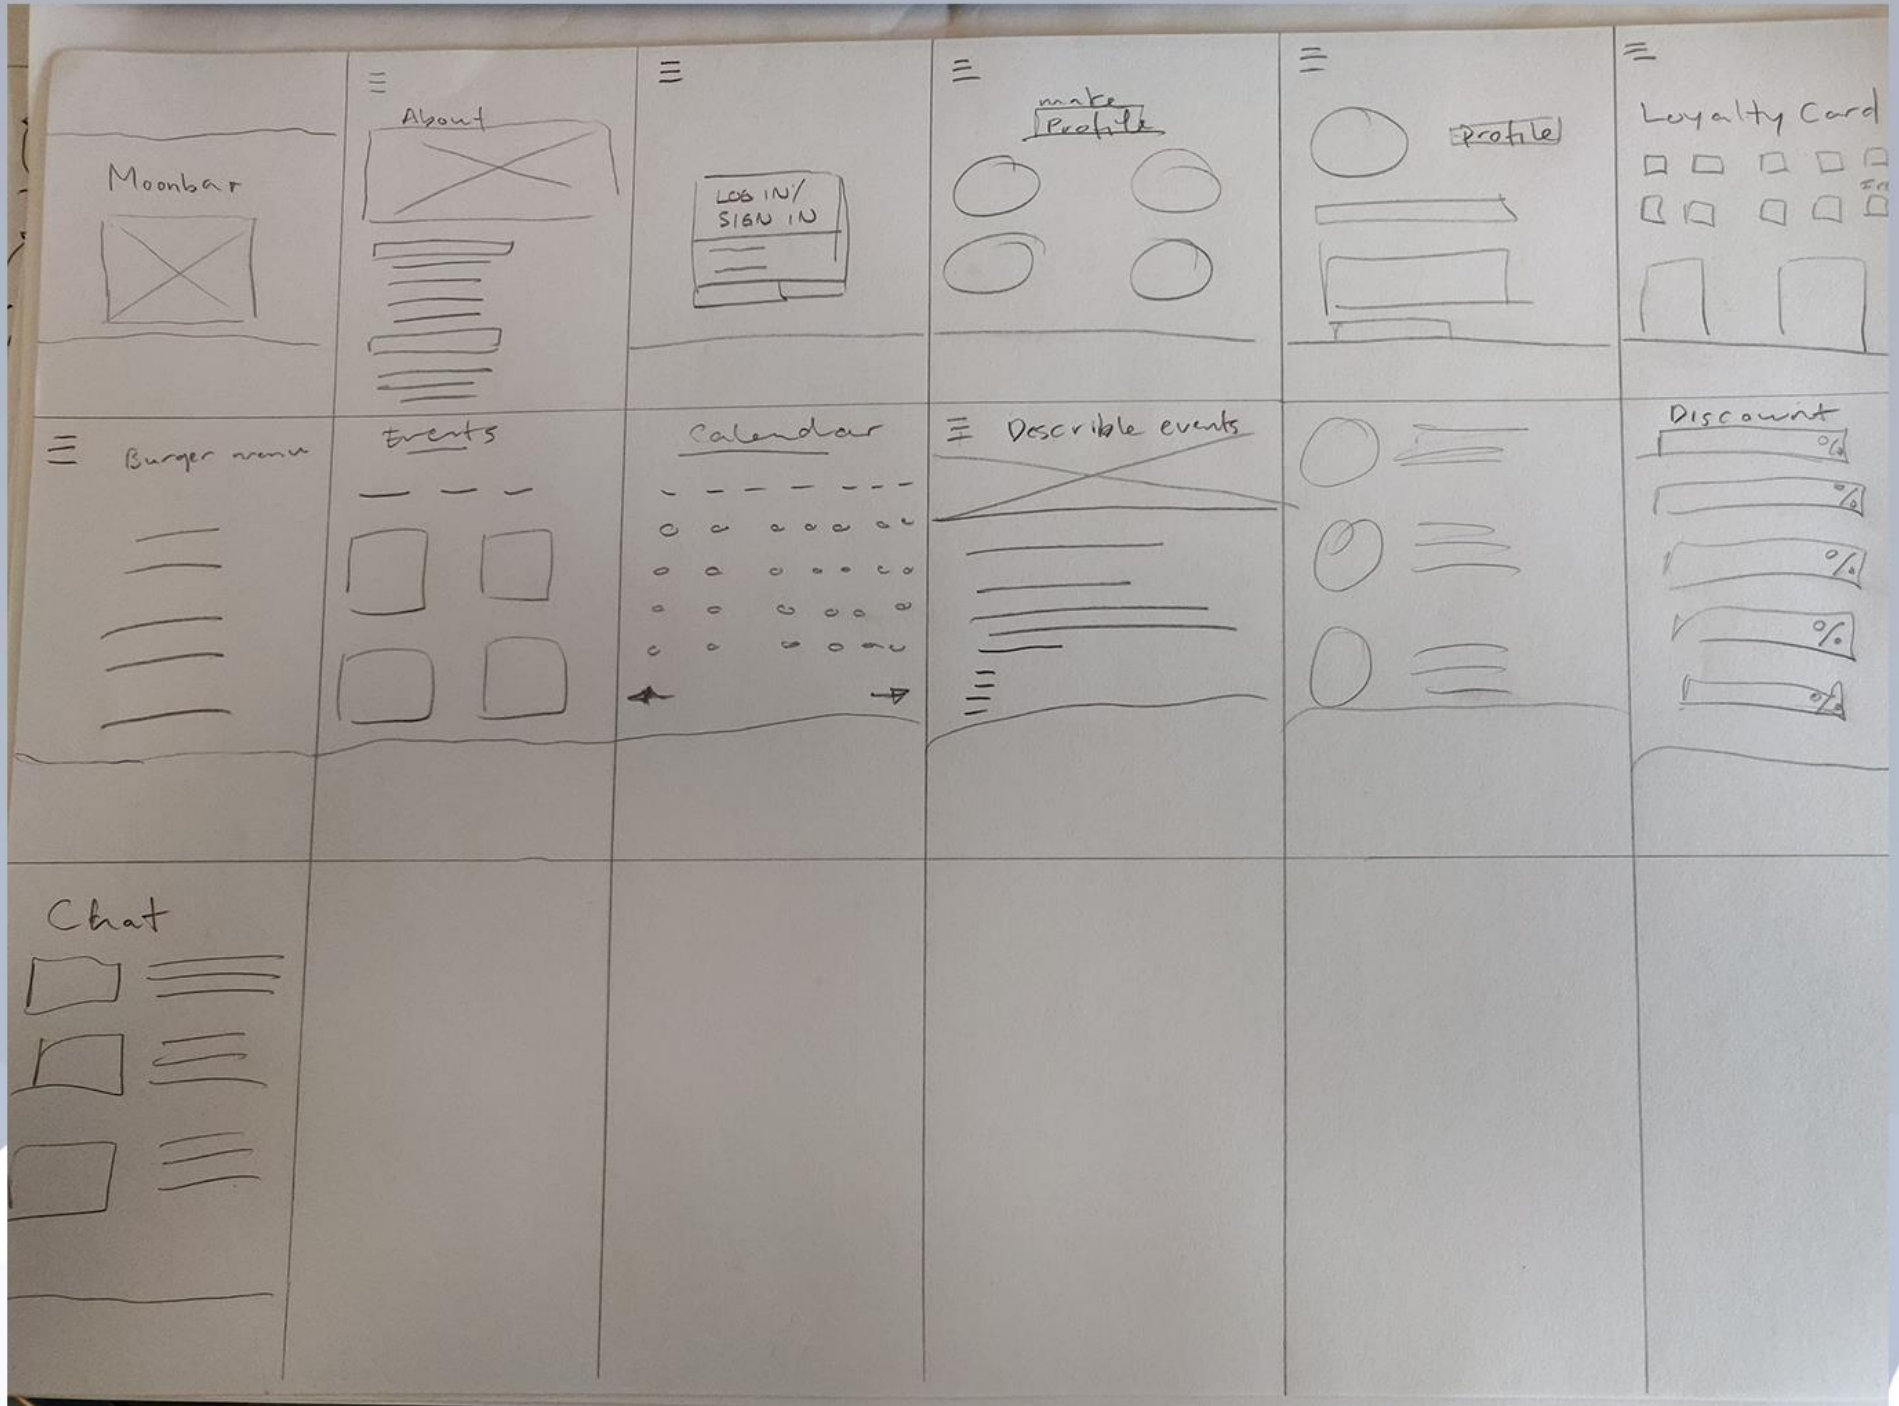 Moonbar
About
LOG IN/
SIGN IN
make
Profile
Profile
Loyalty Card
Burger menu
Events
Calendar
Describle events
Discount
%
%
%
%
%
Chat